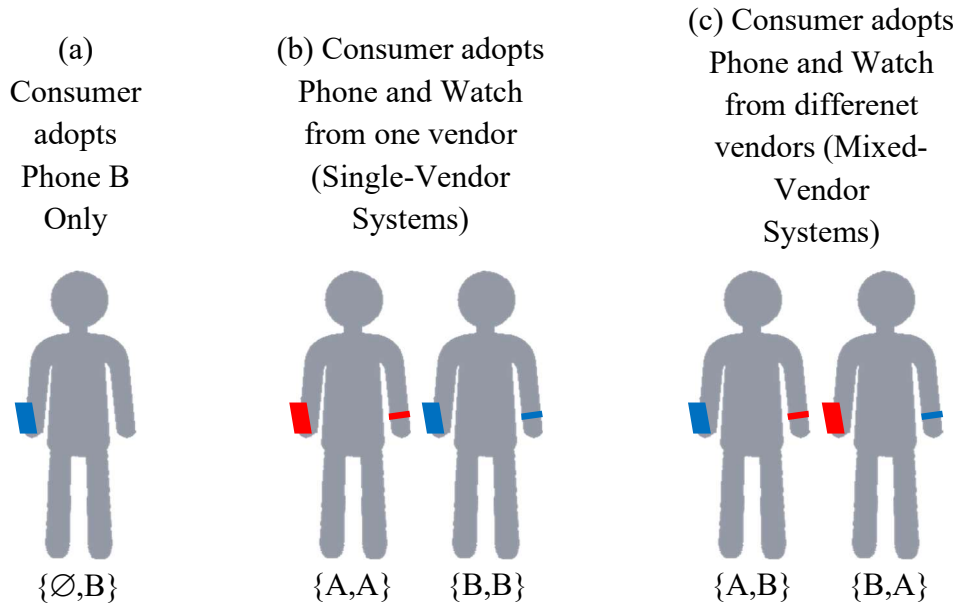 (a)
Consumer
adopts
Phone B
Only
(b) Consumer adopts
Phone and Watch
from one vendor
(Single-Vendor
Systems)
(c) Consumer adopts
Phone and Watch
from differenet
vendors (Mixed-
Vendor
Systems)
{∅,B}
{A,A}
{B,B}
{A,B}
{B,A}